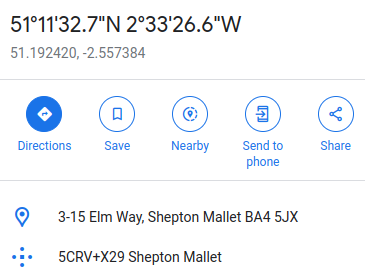 51°11'32.7"N 2°33'26.6"W
51.192420, -2.557384
Directions
Save
Nearby
Send to
phone
Share
3-15 Elm Way, Shepton Mallet BA4 5JX
5CRV+X29 Shepton Mallet